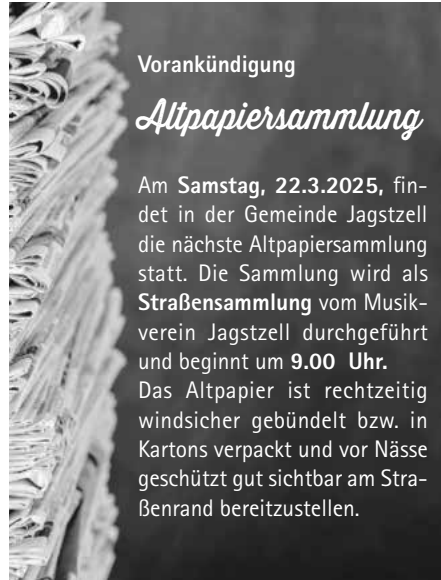 Vorankündigung
Altpapiersammlung
Am Samstag, 22.3.2025, fin-
det in der Gemeinde Jagstzell
die nächste Altpapiersammlung
statt. Die Sammlung wird als
Straßensammlung vom Musik-
verein Jagstzell durchgeführt
und beginnt um 9.00 Uhr.
Das Altpapier ist rechtzeitig
windsicher gebündelt bzw. in
Kartons verpackt und vor Nässe
geschützt gut sichtbar am Stra-
ßenrand bereitzustellen.